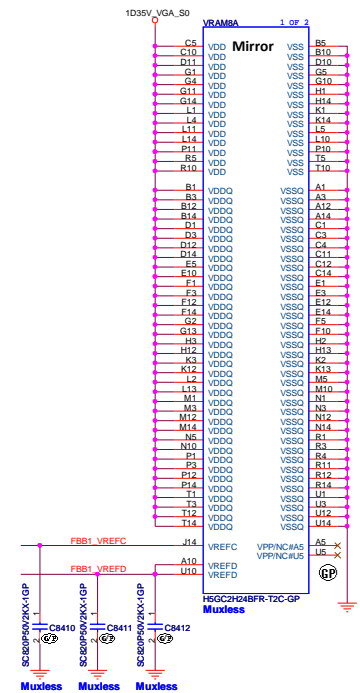 1D35V_VGA_S0
VRAM8A 1 OF 2
Mirror
C5 VDD VSS B5
C10 VDD VSS B10
D11 VDD VSS D10
G1 VDD VSS G5
G4 VDD VSS G10
G11 VDD VSS H1
G14 VDD VSS H14
L1 VDD VSS K1
L4 VDD VSS K14
L11 VDD VSS L5
L14 VDD VSS L10
P11 VDD VSS P10
R5 VDD VSS T5
R10 VDD VSS T10
B1 VDDQ VSSQ A1
B3 VDDQ VSSQ A3
B12 VDDQ VSSQ A12
B14 VDDQ VSSQ A14
D1 VDDQ VSSQ C1
D3 VDDQ VSSQ C3
D12 VDDQ VSSQ C4
D14 VDDQ VSSQ C11
E5 VDDQ VSSQ C12
E10 VDDQ VSSQ C14
F1 VDDQ VSSQ E1
F3 VDDQ VSSQ E3
F12 VDDQ VSSQ E12
F14 VDDQ VSSQ E14
G2 VDDQ VSSQ F5
G13 VDDQ VSSQ F10
H3 VDDQ VSSQ H2
H12 VDDQ VSSQ H13
K3 VDDQ VSSQ K2
K12 VDDQ VSSQ K13
L2 VDDQ VSSQ M5
L13 VDDQ VSSQ M10
M1 VDDQ VSSQ N1
M3 VDDQ VSSQ N3
M12 VDDQ VSSQ N12
M14 VDDQ VSSQ N14
N5 VDDQ VSSQ R1
N10 VDDQ VSSQ R3
P1 VDDQ VSSQ R4
P3 VDDQ VSSQ R11
P12 VDDQ VSSQ R12
P14 VDDQ VSSQ R14
T1 VDDQ VSSQ U1
T3 VDDQ VSSQ U3
T12 VDDQ VSSQ U12
T14 VDDQ VSSQ U14
FBB1_VREFC J14 VREFC VPP/NC#A5 A5
VPP/NC#U5 U5
A10 VREFD
FBB1_VREFD U10 VREFD
GP
H5GC2H24BFR-T2C-GP
Muxless
SC820P50V2KX-1GP 1 2 C8410
SC820P50V2KX-1GP 1 2 C8411
SC820P50V2KX-1GP 1 2 C8412
Muxless Muxless Muxless